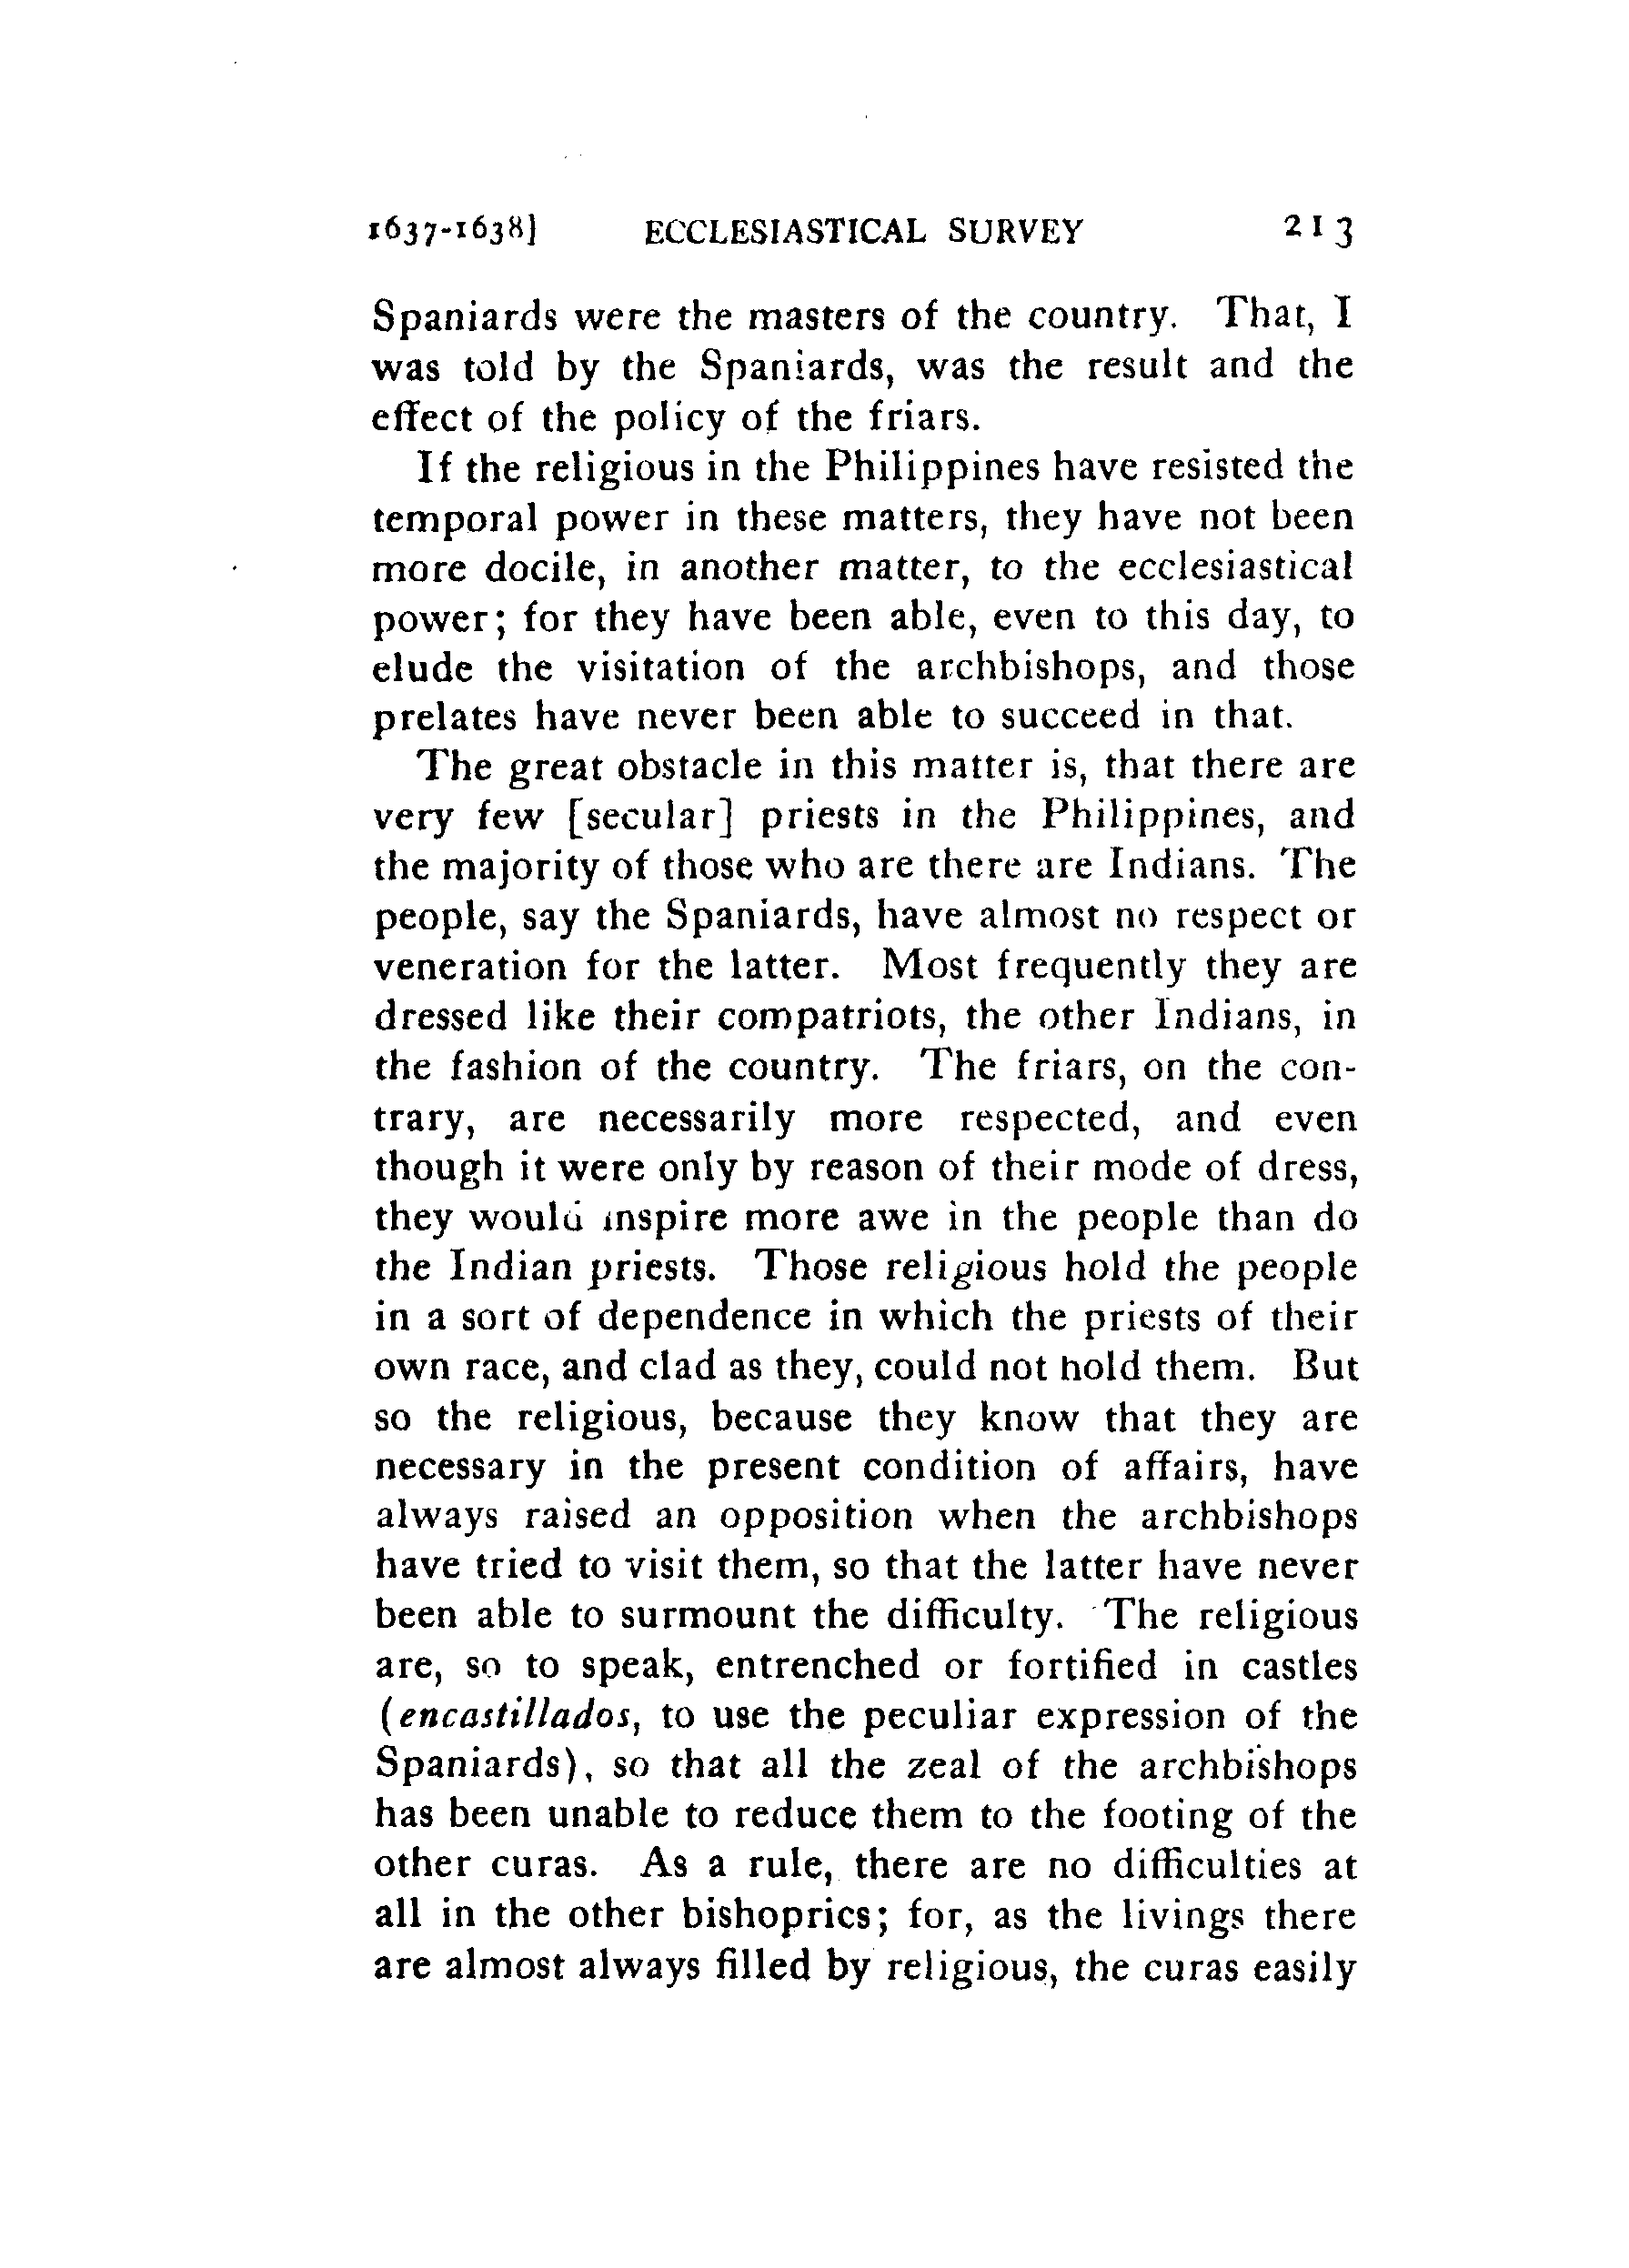 1637-1638] ECCLESIASTICAL SURVEY 213
Spaniards were the masters of the country. That, I
was told by the Spaniards, was the result and the
effect of the policy of the friars.
If the religious in the Philippines have resisted the
temporal power in these matters, they have not been
more docile, in another matter, to the ecclesiastical
power; for they have been able, even to this day, to
elude the visitation of the archbishops, and those
prelates have never been able to succeed in that.
The great obstacle in this matter is, that there are
very few [secular] priests in the Philippines, and
the majority of those who are there are Indians. The
people, say the Spaniards, have almost no respect or
veneration for the latter. Most frequently they are
dressed like their compatriots, the other Indians, in
the fashion of the country. The friars, on the con-
trary, are necessarily more respected, and even
though it were only by reason of their mode of dress,
they would inspire more awe in the people than do
the Indian priests. Those religious hold the people
in a sort of dependence in which the priests of their
own race, and clad as they, could not hold them. But
so the religious, because they know that they are
necessary in the present condition of affairs, have
always raised an opposition when the archbishops
have tried to visit them, so that the latter have never
been able to surmount the difficulty. The religious
are, so to speak, entrenched or fortified in castles
(encastillados, to use the peculiar expression of the
Spaniards), so that all the zeal of the archbishops
has been unable to reduce them to the footing of the
other curas. As a rule, there are no difficulties at
all in the other bishoprics; for, as the livings there
are almost always filled by religious, the curas easily